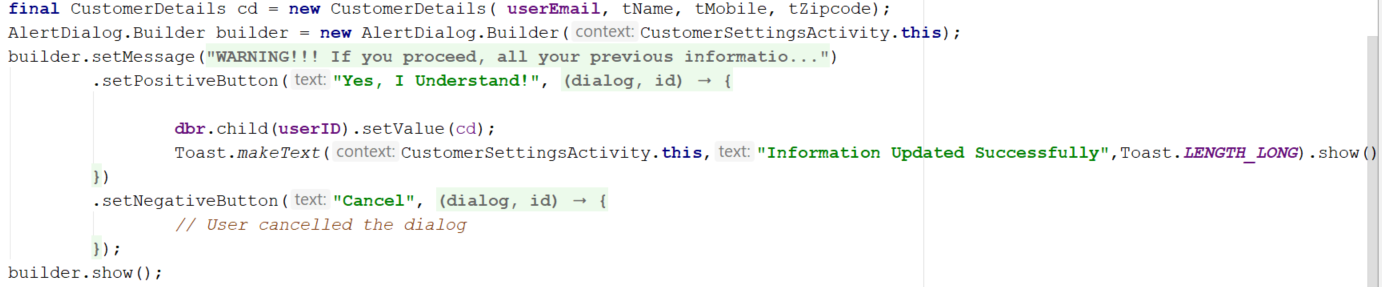 final CustomerDetails cd = new CustomerDetails( userEmail, tName, tMobile, tZipcode);
AlertDialog.Builder builder = new AlertDialog.Builder( context: CustomerSettingsActivity.this);
builder.setMessage("WARNING!!! If you proceed, all your previous informatio...")
.setPositiveButton( text: "Yes, I Understand!", (dialog, id) → {
dbr.child(userID).setValue(cd);
Toast.makeText( context: CustomerSettingsActivity.this, text: "Information Updated Successfully",Toast.LENGTH_LONG).show()
})
.setNegativeButton( text: "Cancel", (dialog, id) → {
// User cancelled the dialog
});
builder.show();